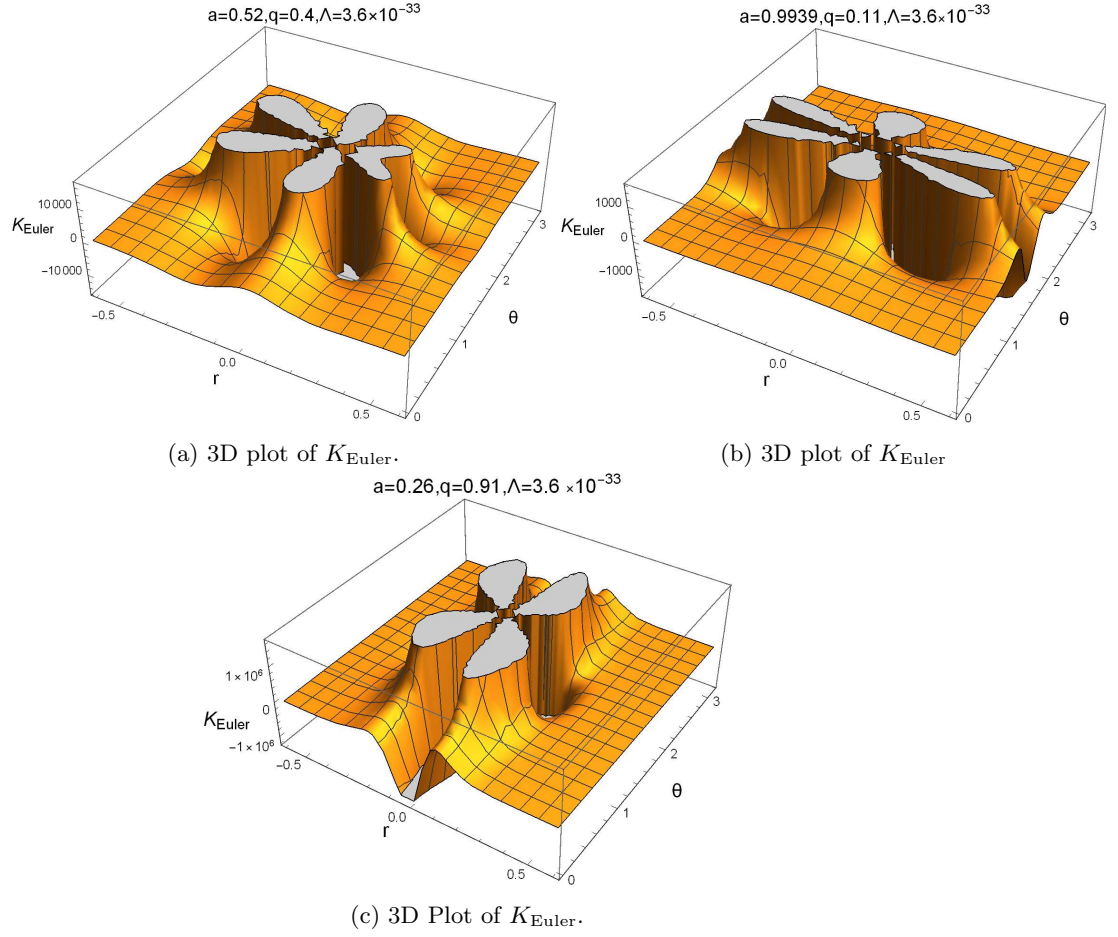 a=0.52,q=0.4,Λ=3.6×10⁻³³
10000
K_Euler
0
−10000
−0.5
0.0
0.5
r
0
1
2
3
θ
(a) 3D plot of K_Euler.
a=0.9939,q=0.11,Λ=3.6×10⁻³³
1000
K_Euler
0
−1000
−0.5
0.0
0.5
r
0
1
2
3
θ
(b) 3D plot of K_Euler
a=0.26,q=0.91,Λ=3.6 ×10⁻³³
1×10⁶
0
K_Euler
−1×10⁶
−0.5
0.0
0.5
r
0
1
2
3
θ
(c) 3D Plot of K_Euler.